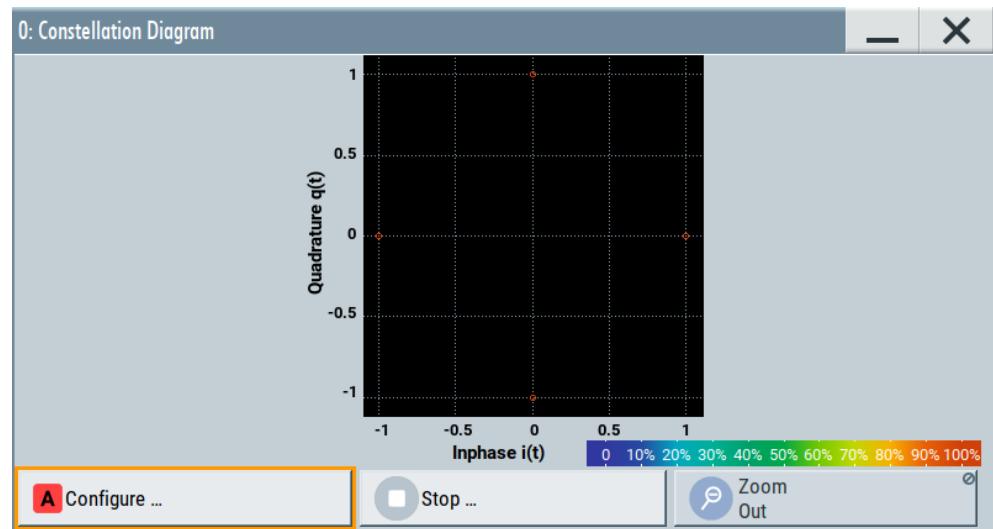 0: Constellation Diagram
1
0.5
0
-0.5
-1
Quadrature q(t)
-1 -0.5 0 0.5 1
Inphase i(t)
0 10% 20% 30% 40% 50% 60% 70% 80% 90% 100%
A Configure ...
Stop ...
Zoom
Out